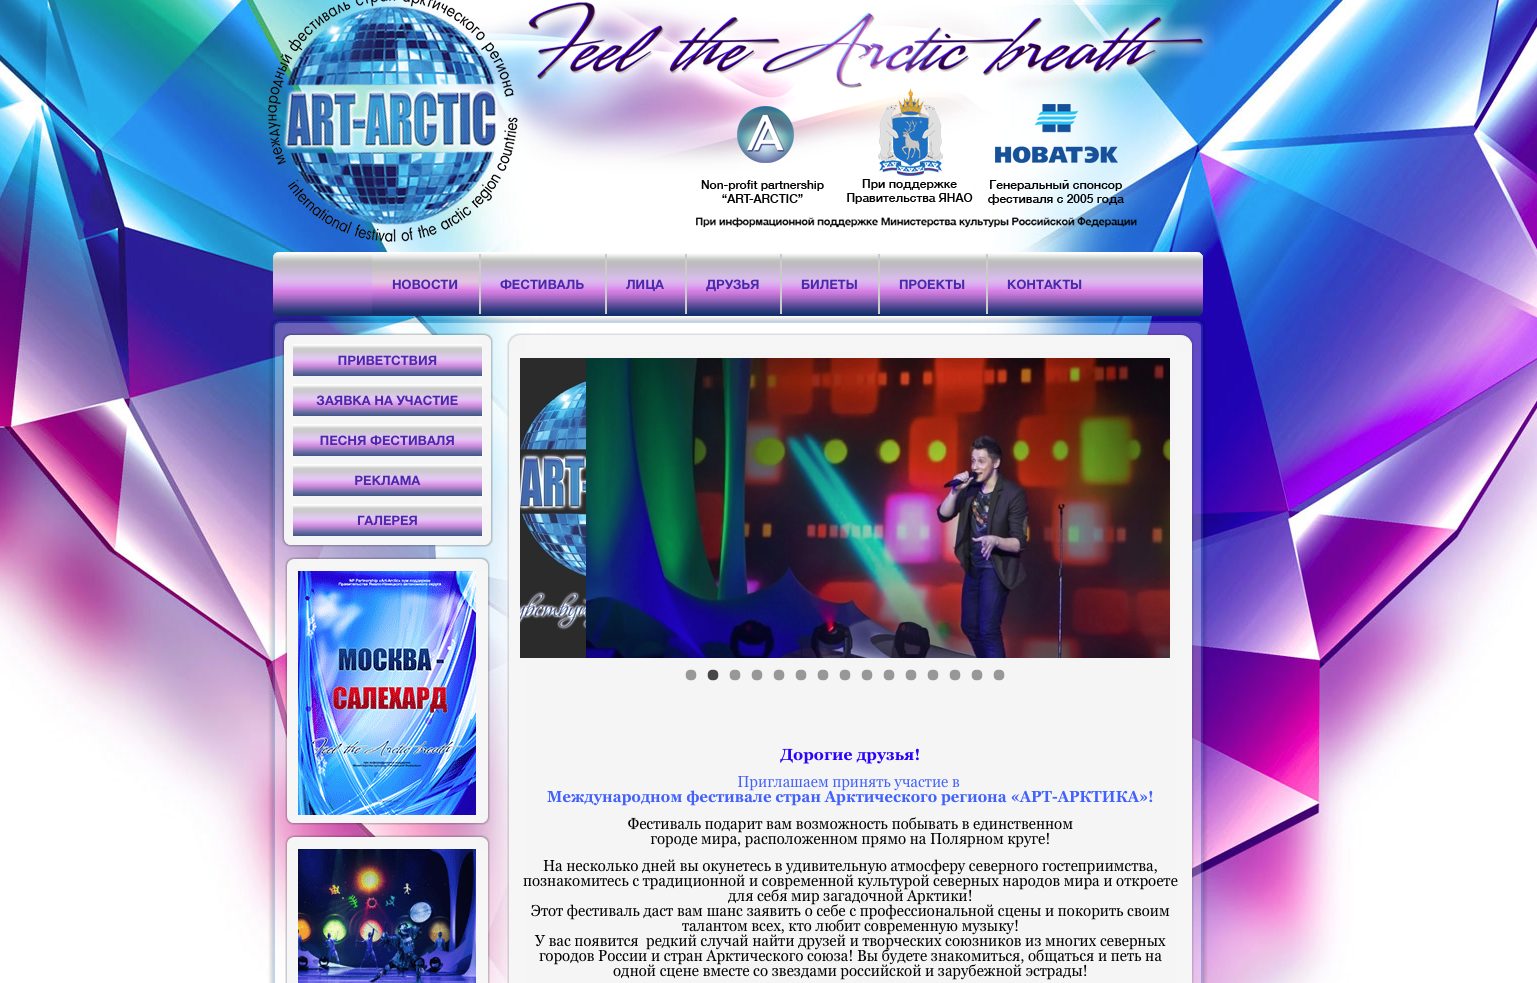 международный фестиваль стран арктического региона
ART-ARCTIC
international festival of the arctic region countries
Feel the Arctic breath
НОВАТЭК
Non-profit partnership
“ART-ARCTIC”
При поддержке
Правительства ЯНАО
Генеральный спонсор
фестиваля с 2005 года
При информационной поддержке Министерства культуры Российской Федерации
НОВОСТИ
ФЕСТИВАЛЬ
ЛИЦА
ДРУЗЬЯ
БИЛЕТЫ
ПРОЕКТЫ
КОНТАКТЫ
ПРИВЕТСТВИЯ
ЗАЯВКА НА УЧАСТИЕ
ПЕСНЯ ФЕСТИВАЛЯ
РЕКЛАМА
ГАЛЕРЕЯ
МОСКВА -
САЛЕХАРД
Feel the Arctic breath
ART-
Дорогие друзья!
Приглашаем принять участие в
Международном фестивале стран Арктического региона «АРТ-АРКТИКА»!
Фестиваль подарит вам возможность побывать в единственном
городе мира, расположенном прямо на Полярном круге!
На несколько дней вы окунетесь в удивительную атмосферу северного гостеприимства,
познакомитесь с традиционной и современной культурой северных народов мира и откроете
для себя мир загадочной Арктики!
Этот фестиваль даст вам шанс заявить о себе с профессиональной сцены и покорить своим
талантом всех, кто любит современную музыку!
У вас появится редкий случай найти друзей и творческих союзников из многих северных
городов России и стран Арктического союза! Вы будете знакомиться, общаться и петь на
одной сцене вместе со звездами российской и зарубежной эстрады!